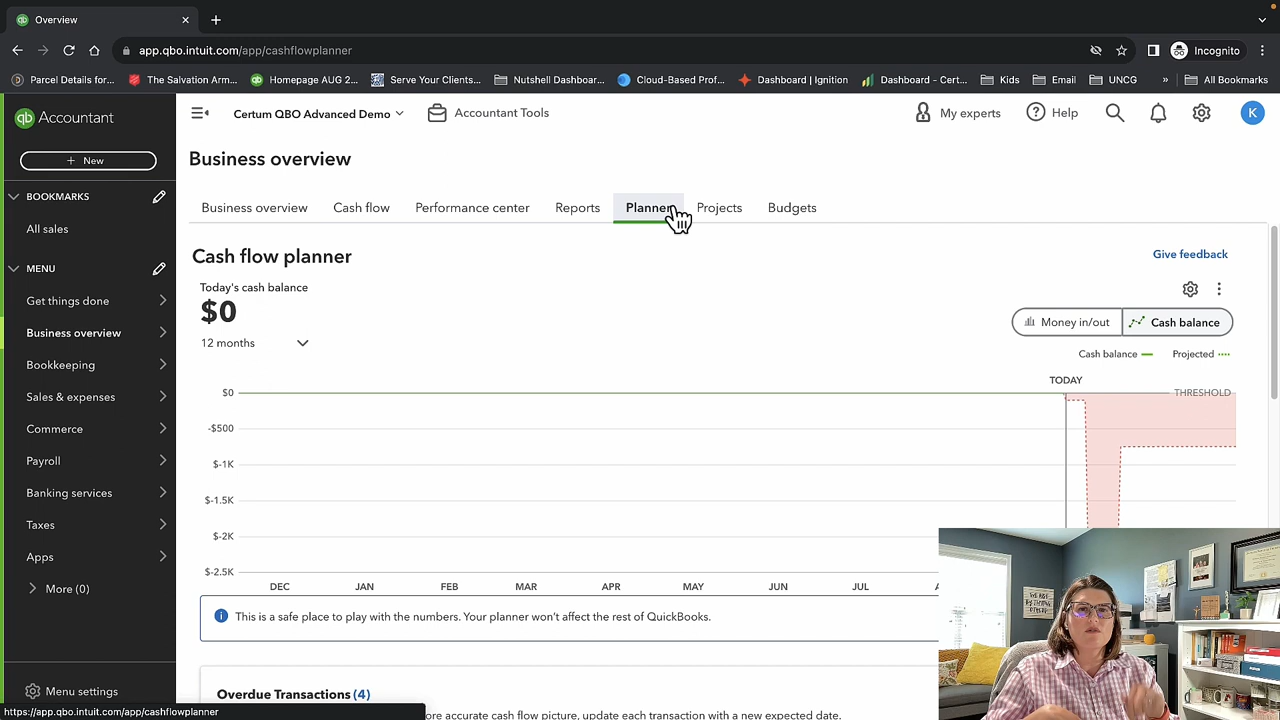 Overview
app.qbo.intuit.com/app/cashflowplanner
Incognito
Parcel Details for...
The Salvation Arm...
Homepage AUG 2...
Serve Your Clients...
Nutshell Dashboar...
Cloud-Based Prof...
Dashboard | Ignition
Dashboard - Cert...
Kids
Email
UNCG
»
All Bookmarks
qb Accountant
Certum QBO Advanced Demo
Accountant Tools
My experts
Help
K
+ New
BOOKMARKS
All sales
MENU
Get things done
Business overview
Bookkeeping
Sales & expenses
Commerce
Payroll
Banking services
Taxes
Apps
More (0)
Menu settings
https://app.qbo.intuit.com/app/cashflowplanner
Business overview
Business overview
Cash flow
Performance center
Reports
Planner
Projects
Budgets
Cash flow planner
Give feedback
Today's cash balance
$0
12 months
Money in/out
Cash balance
Cash balance
Projected
TODAY
THRESHOLD
$0
-$500
$-1K
$-1.5K
$-2K
$-2.5K
DEC
JAN
FEB
MAR
APR
MAY
JUN
JUL
This is a safe place to play with the numbers. Your planner won't affect the rest of QuickBooks.
Overdue Transactions (4)
ore accurate cash flow picture, update each transaction with a new expected date.